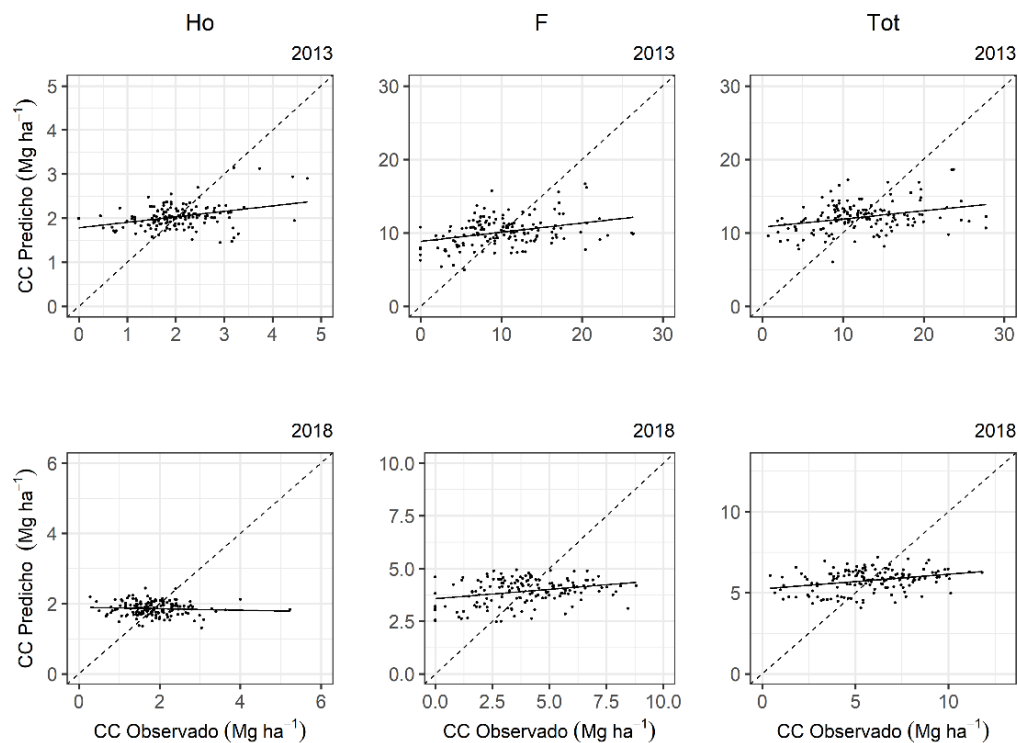 Ho F Tot
2013 2013 2013
CC Predicho (Mg ha⁻¹)
5
4
3
2
1
0
30
20
10
0
30
20
10
0
0 1 2 3 4 5
0 10 20 30
0 10 20 30
2018 2018 2018
CC Predicho (Mg ha⁻¹)
6
4
2
0
10.0
7.5
5.0
2.5
0.0
10
5
0
0 2 4 6
0.0 2.5 5.0 7.5 10.0
0 5 10
CC Observado (Mg ha⁻¹) CC Observado (Mg ha⁻¹) CC Observado (Mg ha⁻¹)